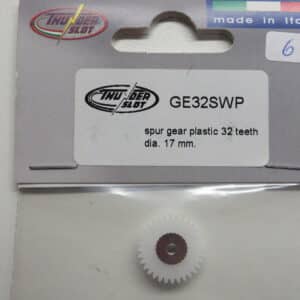 THUNDER
SLOT
made in Ita
6
THUNDER
SLOT
GE32SWP
spur gear plastic 32 teeth
dia. 17 mm.